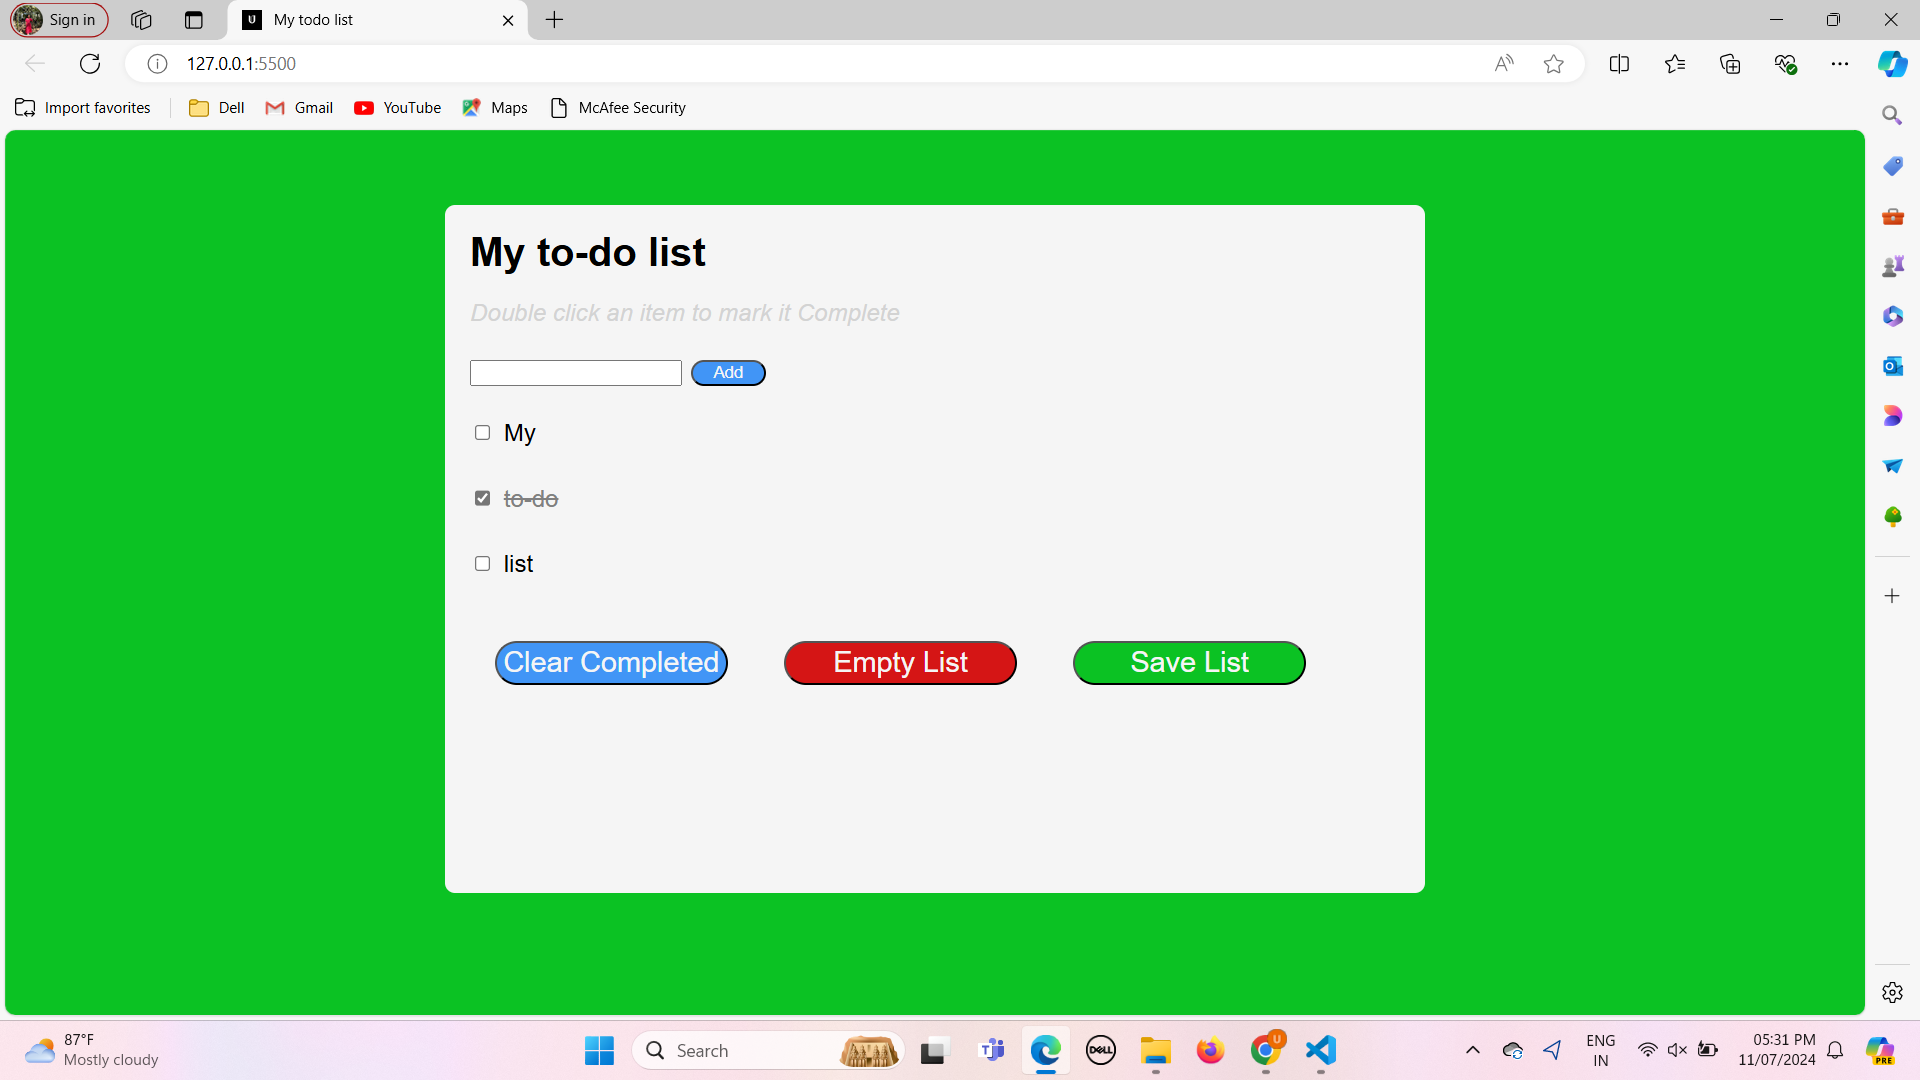 Sign in
U
My todo list
127.0.0.1:5500
Import favorites
Dell
Gmail
YouTube
Maps
McAfee Security
My to-do list
Double click an item to mark it Complete
Add
My
to-do
list
Clear Completed
Empty List
Save List
87°F
Mostly cloudy
Search
DELL
U
ENG
IN
05:31 PM
11/07/2024
PRE